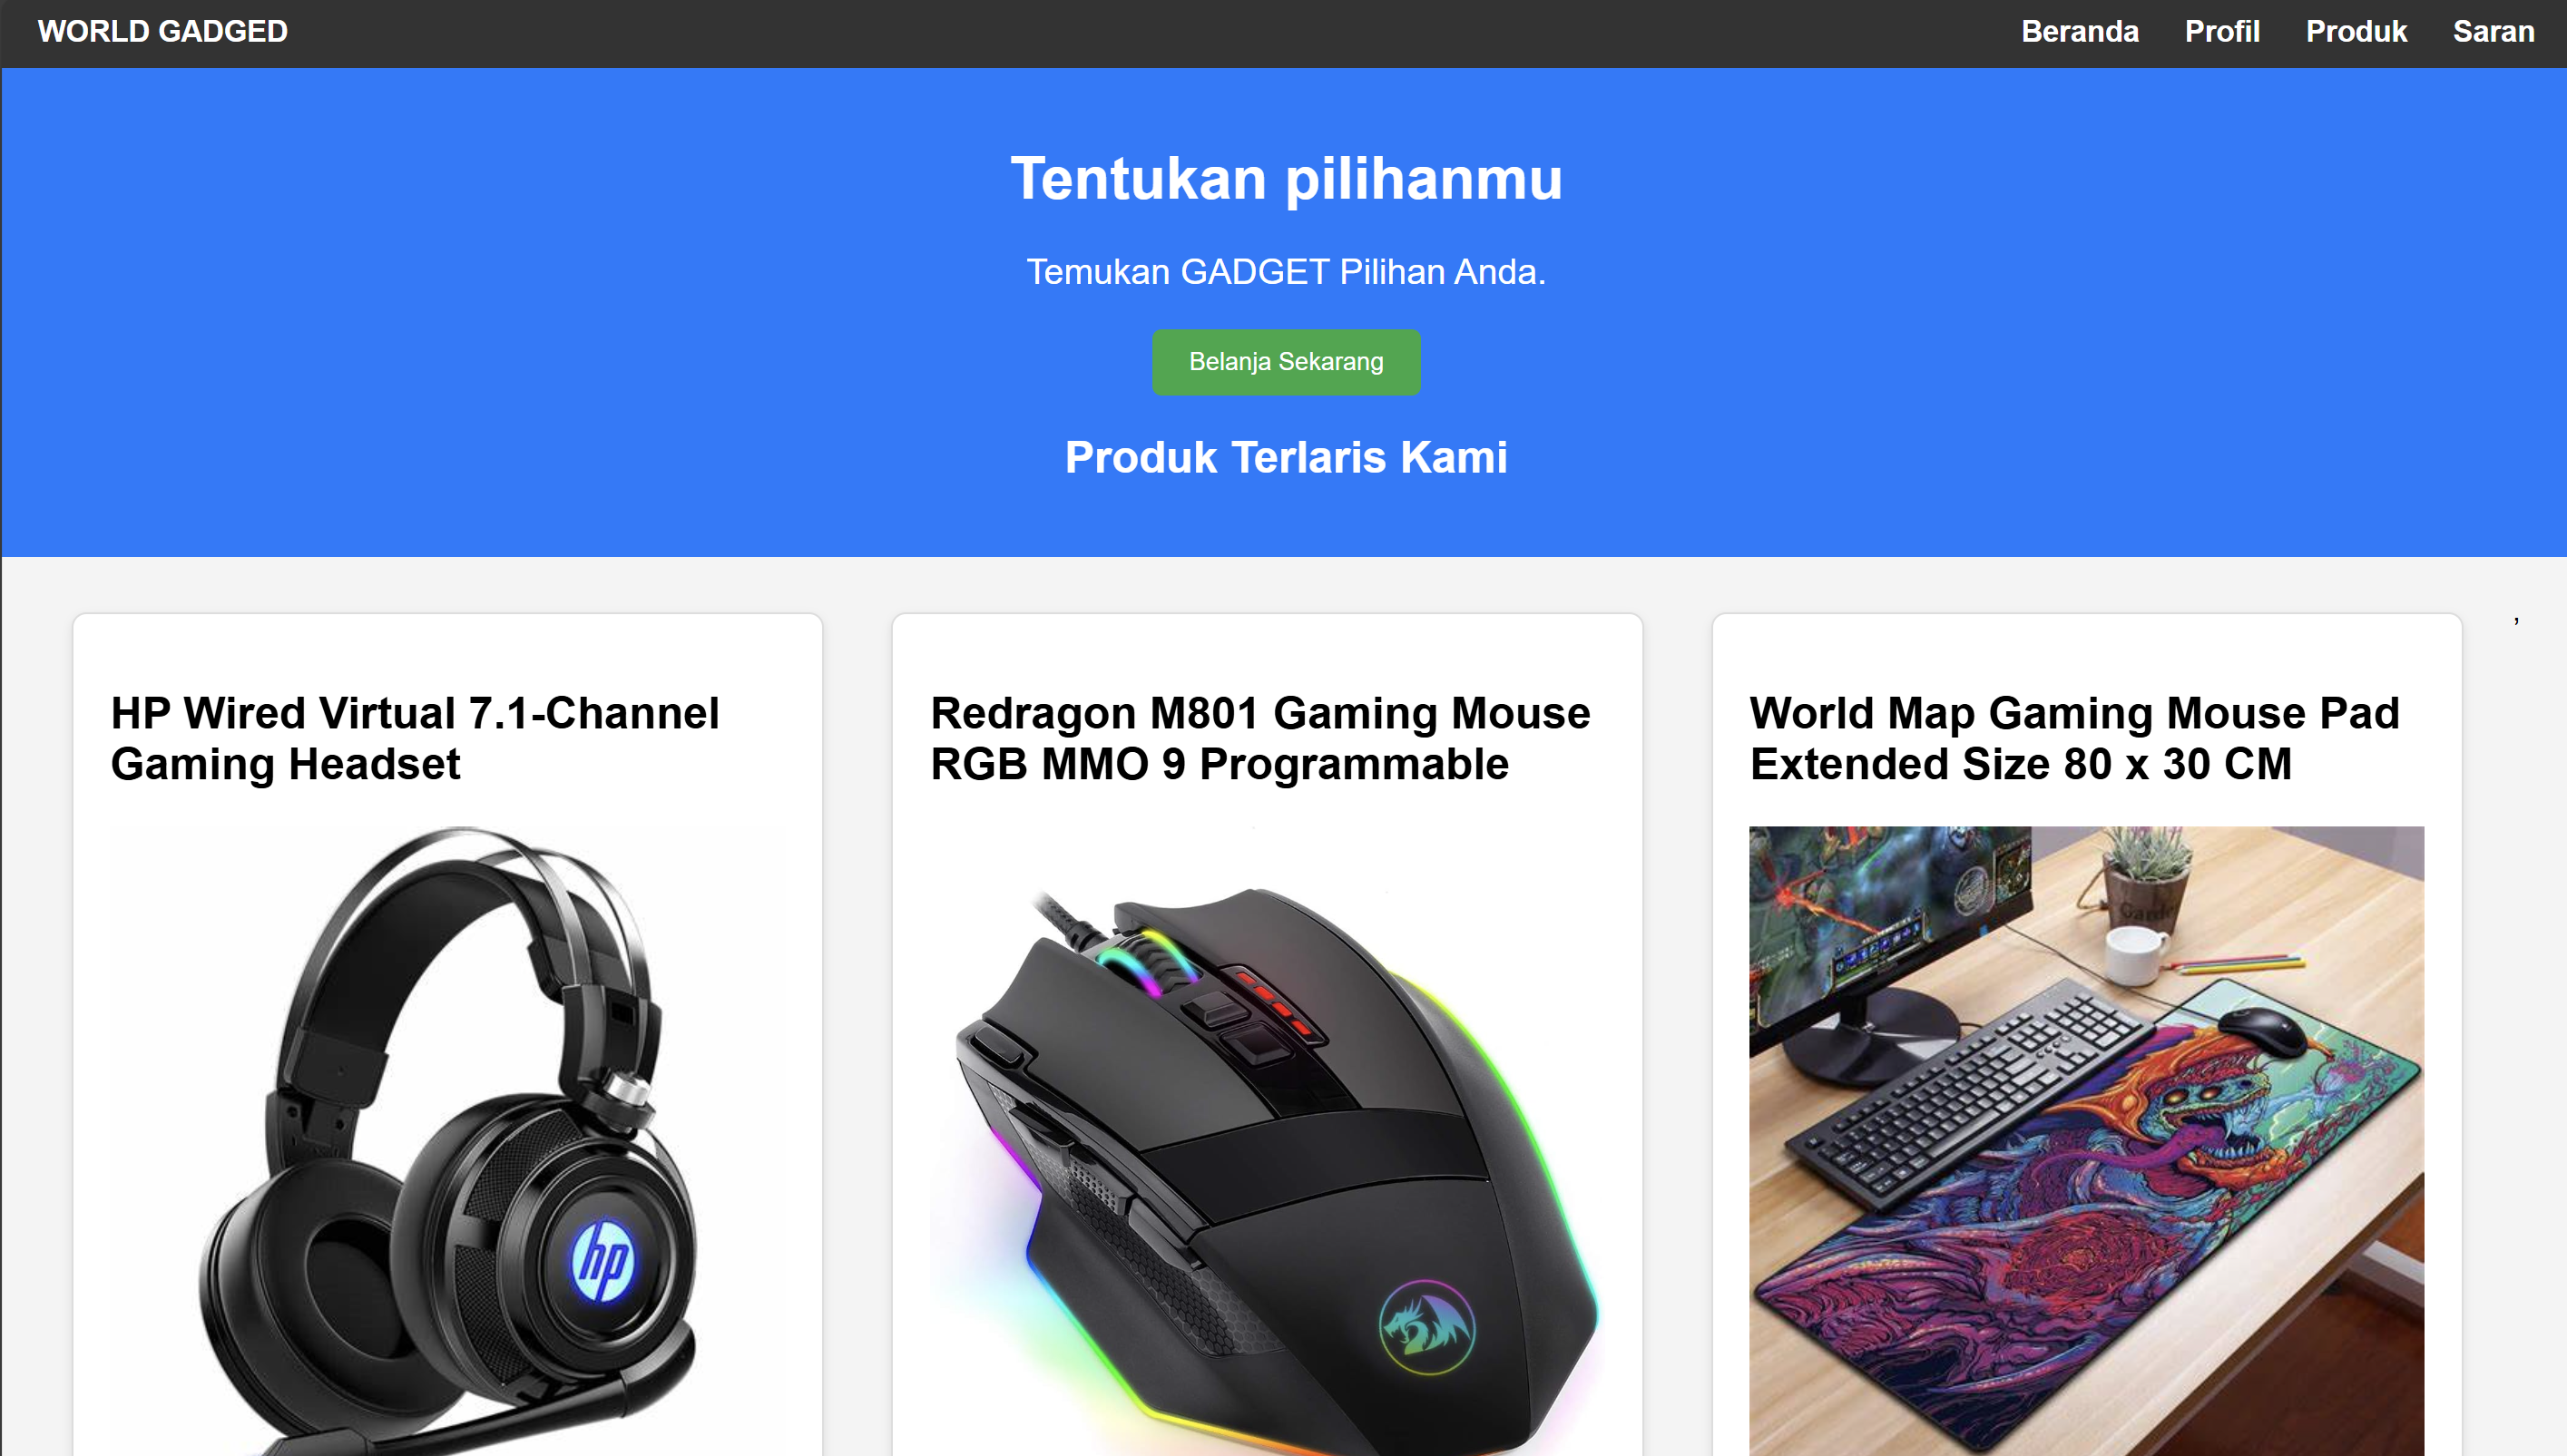 WORLD GADGED
Beranda Profil Produk Saran
Tentukan pilihanmu
Temukan GADGET Pilihan Anda.
Belanja Sekarang
Produk Terlaris Kami
HP Wired Virtual 7.1-Channel
Gaming Headset
Redragon M801 Gaming Mouse
RGB MMO 9 Programmable
World Map Gaming Mouse Pad
Extended Size 80 x 30 CM
,
hp